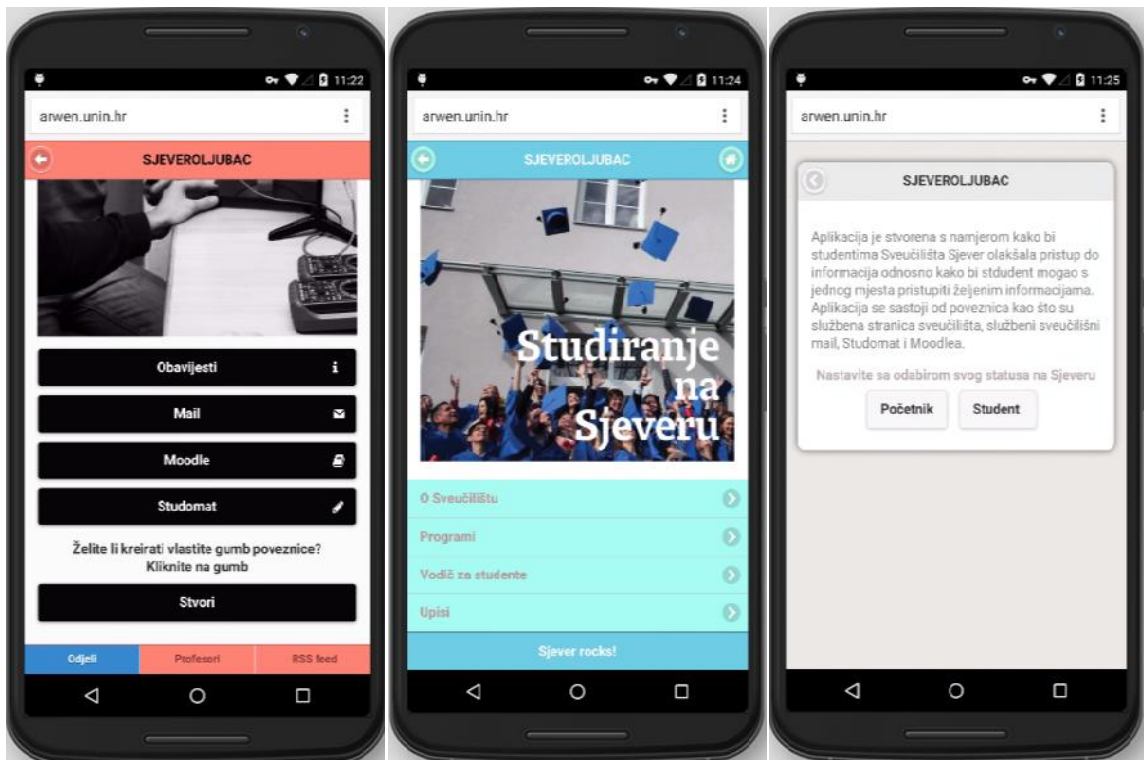 11:22
arwen.unin.hr
SJEVEROLJUBAC
Obavijesti
Mail
Moodle
Studomat
Želite li kreirati vlastite gumb poveznice?
Kliknite na gumb
Stvori
Odjeli
Profesori
RSS feed
11:24
arwen.unin.hr
SJEVEROLJUBAC
Studiranje
na
Sjeveru
O Sveučilištu
Programi
Vodič za studente
Upisi
Sjever rocks!
11:25
arwen.unin.hr
SJEVEROLJUBAC
Aplikacija je stvorena s namjerom kako bi
studentima Sveučilišta Sjever olakšala pristup do
informacija odnosno kako bi stdudent mogao s
jednog mjesta pristupiti željenim informacijama.
Aplikacija se sastoji od poveznica kao što su
službena stranica sveučilišta, službeni sveučilišni
mail, Studomat i Moodlea.
Nastavite sa odabirom svog statusa na Sjeveru
Početnik
Student